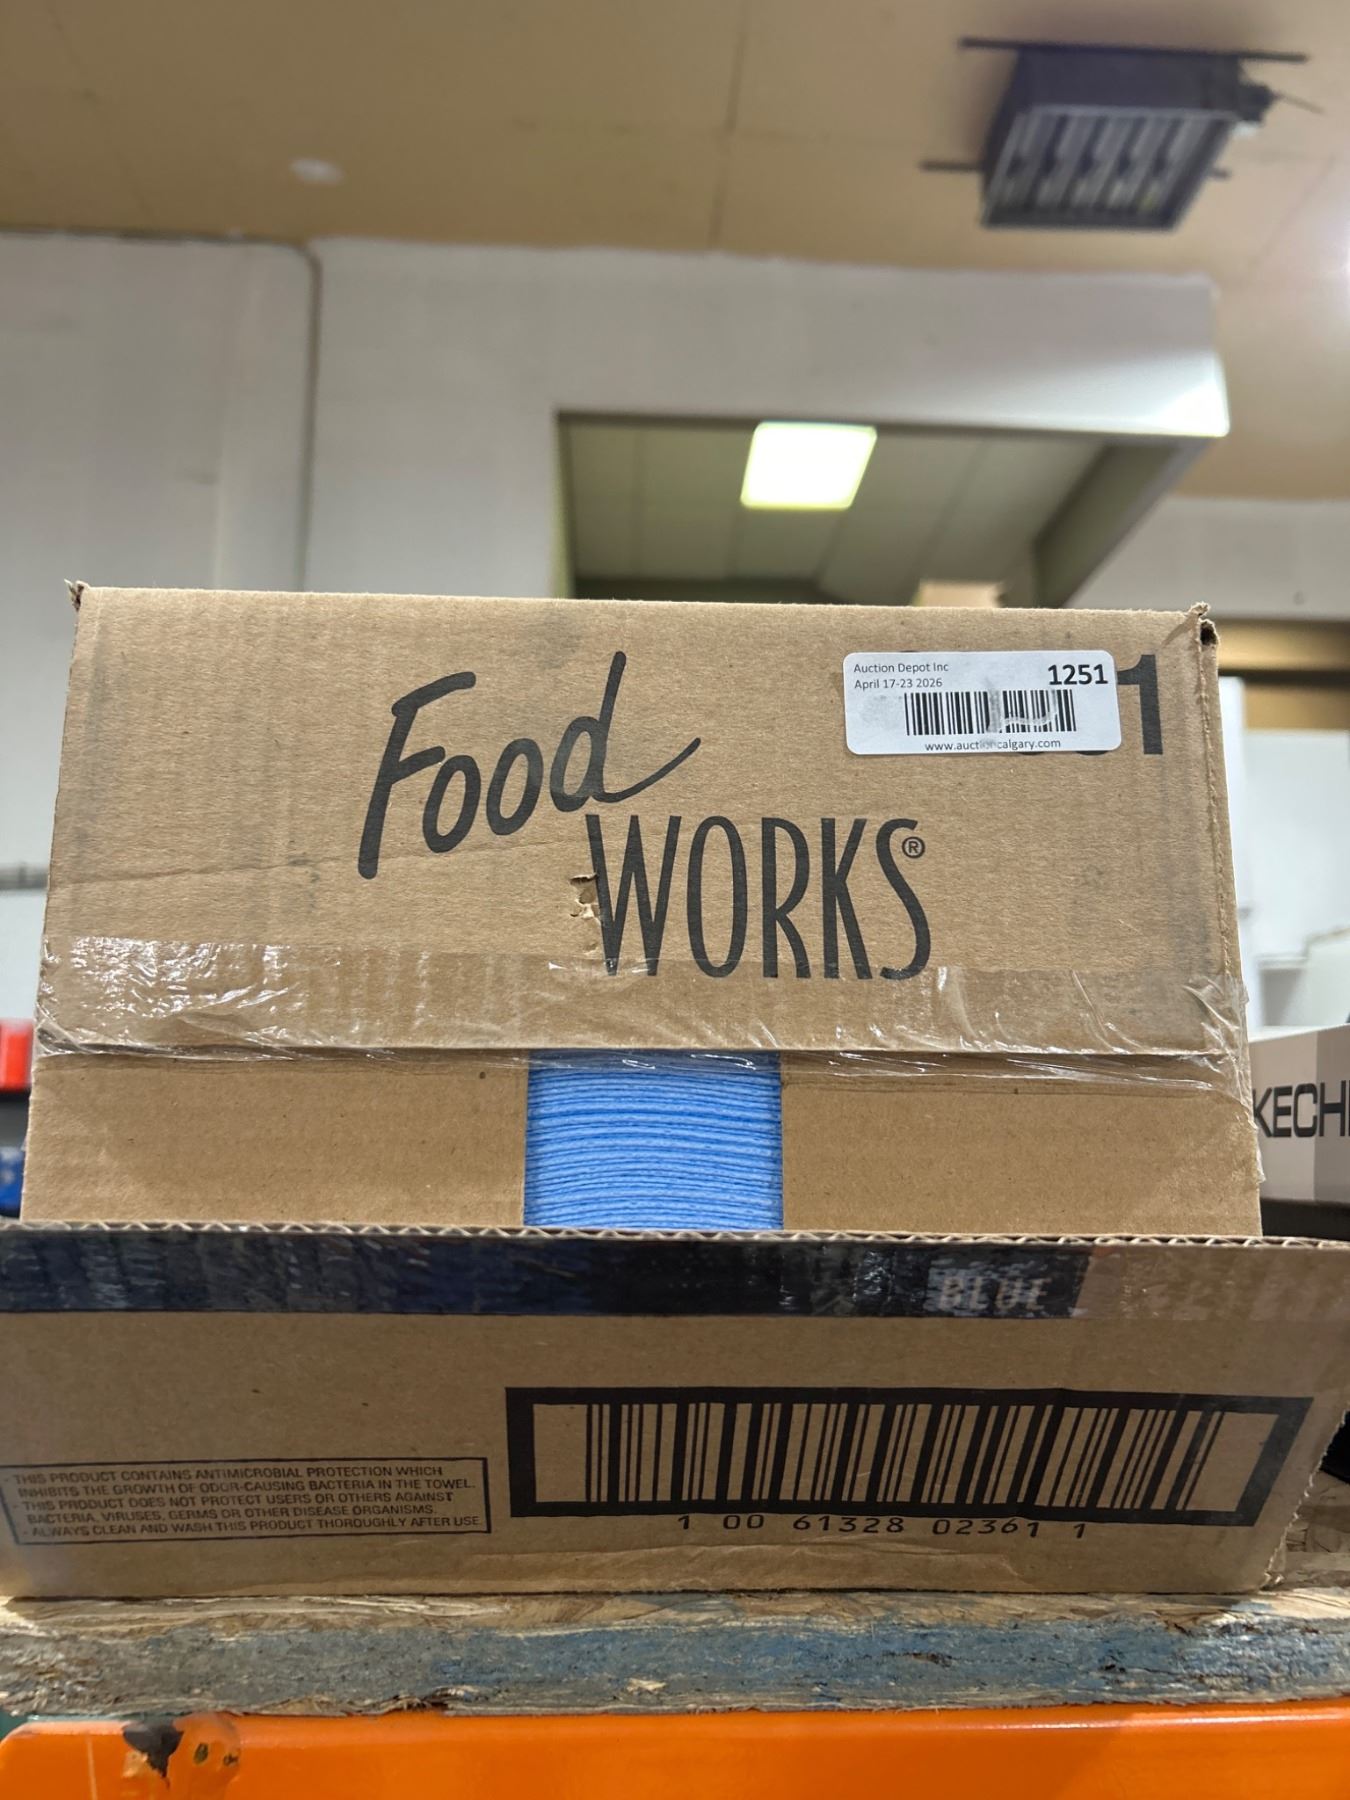 Auction Depot Inc
April 17-23 2026
1251
www.auctioncalgary.com
1
Food
WORKS®
KECH
BLUE
- THIS PRODUCT CONTAINS ANTIMICROBIAL PROTECTION WHICH
INHIBITS THE GROWTH OF ODOR-CAUSING BACTERIA IN THE TOWEL.
- THIS PRODUCT DOES NOT PROTECT USERS OR OTHERS AGAINST
BACTERIA, VIRUSES, GERMS OR OTHER DISEASE ORGANISMS.
- ALWAYS CLEAN AND WASH THIS PRODUCT THOROUGHLY AFTER USE.
1 00 61328 02361 1